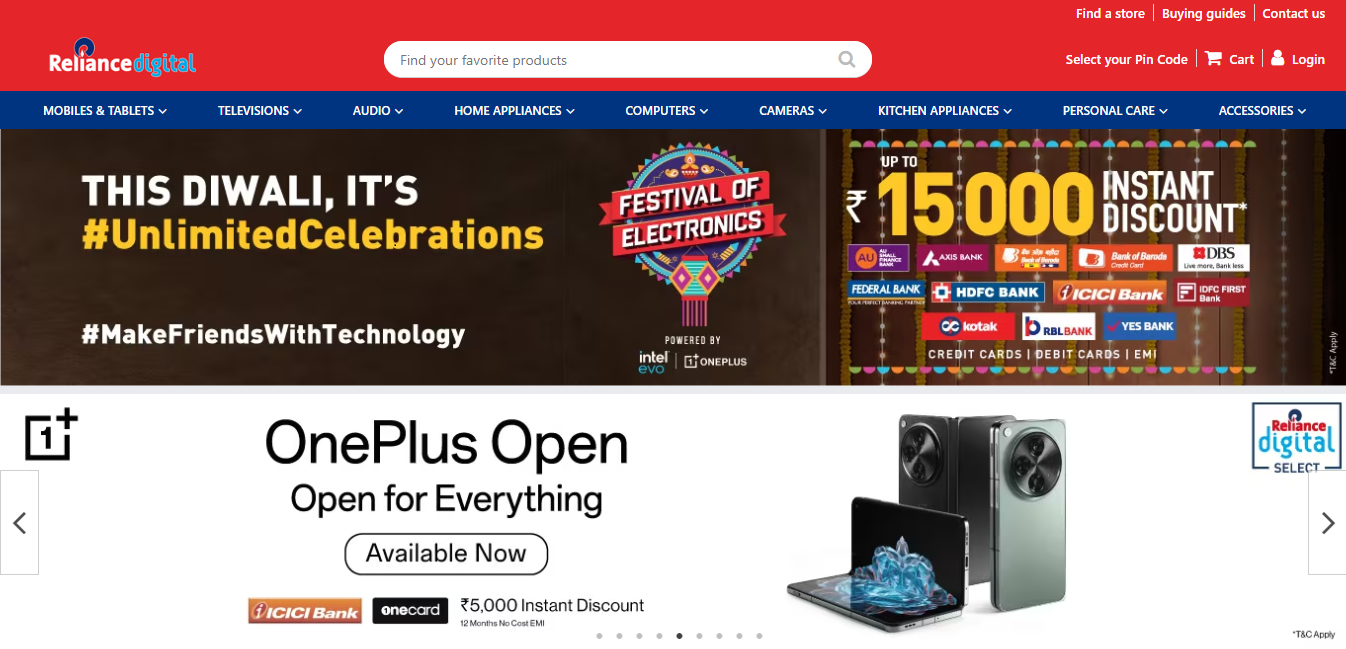 Find a store
Buying guides
Contact us
Reliance digital
Find your favorite products
Select your Pin Code
Cart
Login
MOBILES & TABLETS
TELEVISIONS
AUDIO
HOME APPLIANCES
COMPUTERS
CAMERAS
KITCHEN APPLIANCES
PERSONAL CARE
ACCESSORIES
THIS DIWALI, IT'S
#UnlimitedCelebrations
#MakeFriendsWithTechnology
FESTIVAL OF
ELECTRONICS
POWERED BY
intel evo
1+ ONEPLUS
UP TO
₹15000
INSTANT
DISCOUNT*
AU
AU SMALL FINANCE BANK
AXIS BANK
Bank of Baroda
Bank of Baroda
Credit Card
DBS
Live more, Bank less
FEDERAL BANK
YOUR PERFECT BANKING PARTNER
HDFC BANK
ICICI Bank
IDFC FIRST
Bank
kotak
RBL BANK
YES BANK
CREDIT CARDS | DEBIT CARDS | EMI
*T&C Apply
1+
OnePlus Open
Open for Everything
Available Now
ICICI Bank
onecard
₹5,000 Instant Discount
12 Months No Cost EMI
Reliance
digital
SELECT
*T&C Apply